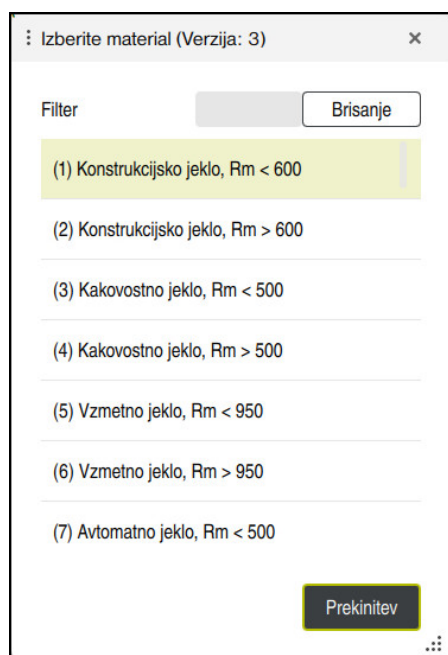 Izberite material (Verzija: 3)
Filter Brisanje
(1) Konstrukcijsko jeklo, Rm < 600
(2) Konstrukcijsko jeklo, Rm > 600
(3) Kakovostno jeklo, Rm < 500
(4) Kakovostno jeklo, Rm > 500
(5) Vzmetno jeklo, Rm < 950
(6) Vzmetno jeklo, Rm > 950
(7) Avtomatno jeklo, Rm < 500
Prekinitev